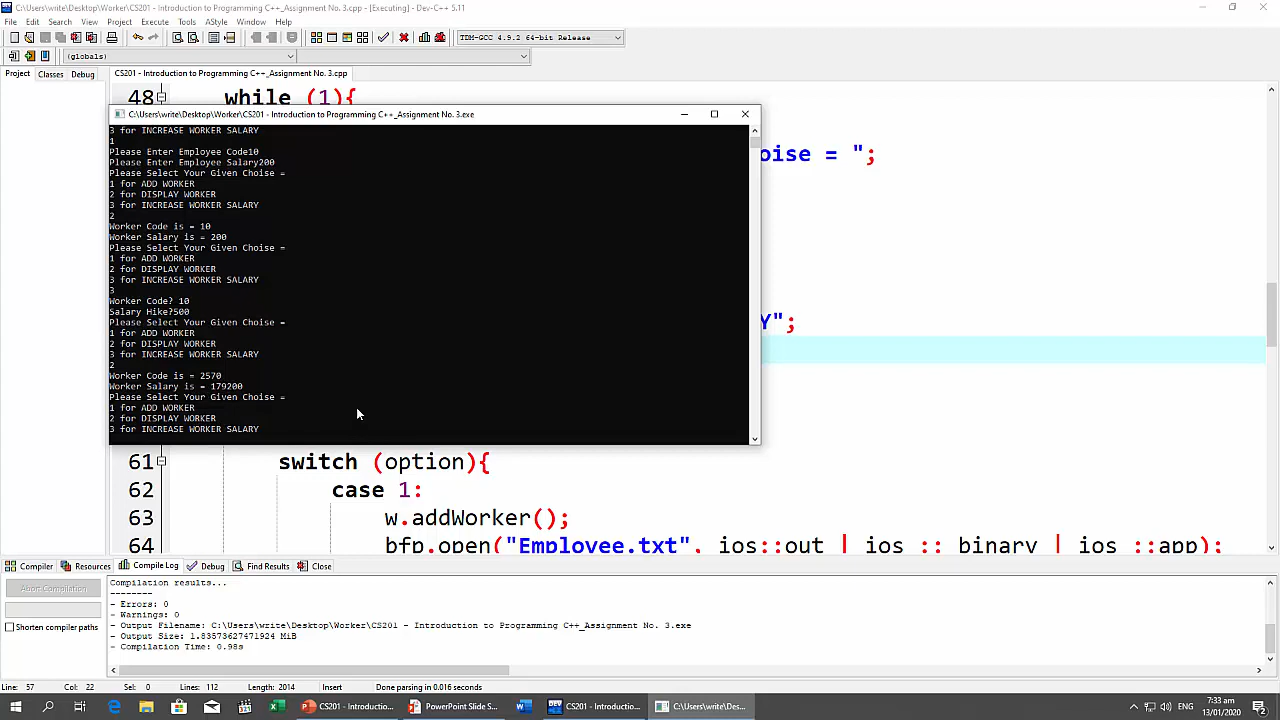 C:\Users\write\Desktop\Worker\CS201 - Introduction to Programming C++_Assignment No. 3.cpp - [Executing] - Dev-C++ 5.11
File Edit Search View Project Execute Tools AStyle Window Help
TDM-GCC 4.9.2 64-bit Release
(globals)
Project Classes Debug
CS201 - Introduction to Programming C++_Assignment No. 3.cpp
48 while (1){
C:\Users\write\Desktop\Worker\CS201 - Introduction to Programming C++_Assignment No. 3.exe
3 for INCREASE WORKER SALARY
1
Please Enter Employee Code10
Please Enter Employee Salary200
Please Select Your Given Choise =
1 for ADD WORKER
2 for DISPLAY WORKER
3 for INCREASE WORKER SALARY
2
Worker Code is = 10
Worker Salary is = 200
Please Select Your Given Choise =
1 for ADD WORKER
2 for DISPLAY WORKER
3 for INCREASE WORKER SALARY
3
Worker Code? 10
Salary Hike?500
Please Select Your Given Choise =
1 for ADD WORKER
2 for DISPLAY WORKER
3 for INCREASE WORKER SALARY
2
Worker Code is = 2570
Worker Salary is = 179200
Please Select Your Given Choise =
1 for ADD WORKER
2 for DISPLAY WORKER
3 for INCREASE WORKER SALARY
oise = ";
Y";
61 switch (option){
62 case 1:
63 w.addWorker();
64 bfp.open("Employee.txt", ios::out | ios :: binary | ios ::app);
Compiler Resources Compile Log Debug Find Results Close
Abort Compilation
Shorten compiler paths
Compilation results...
--------
- Errors: 0
- Warnings: 0
- Output Filename: C:\Users\write\Desktop\Worker\CS201 - Introduction to Programming C++_Assignment No. 3.exe
- Output Size: 1.83573627471924 MiB
- Compilation Time: 0.98s
Line: 57 Col: 22 Sel: 0 Lines: 112 Length: 2014 Insert Done parsing in 0.016 seconds
CS201 - Introductio... PowerPoint Slide S... CS201 - Introductio... C:\Users\write\Des...
7:33 am
13/01/2020